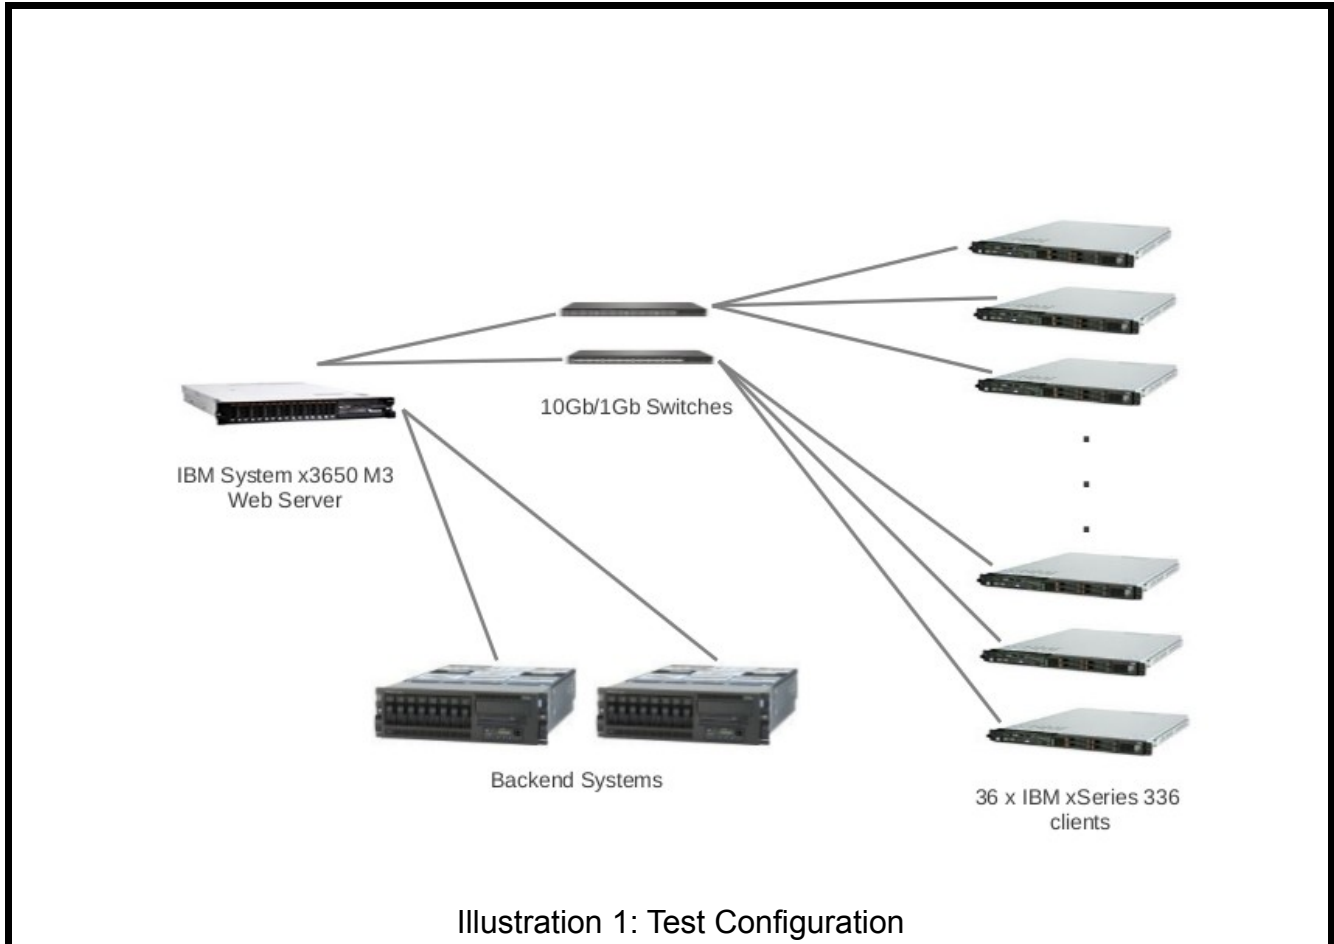 10Gb/1Gb Switches
IBM System x3650 M3
Web Server
Backend Systems
36 x IBM xSeries 336
clients
Illustration 1: Test Configuration